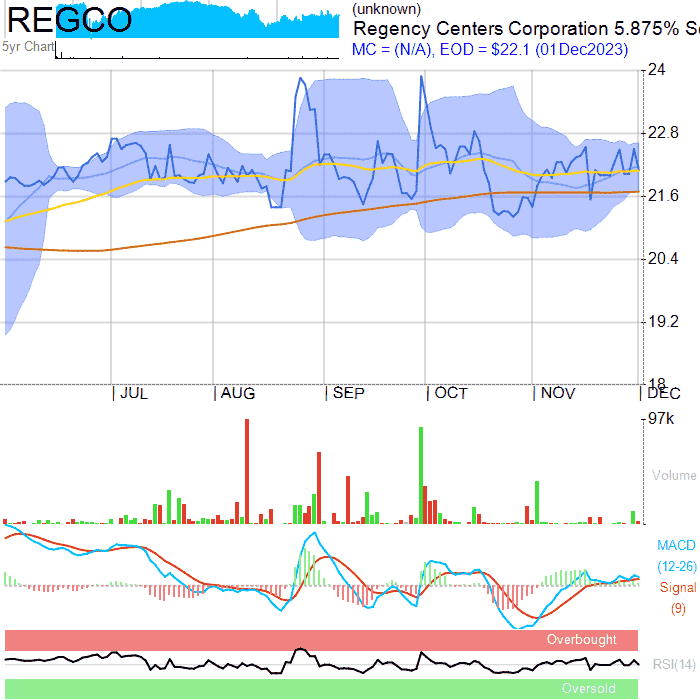 REGCO
(unknown)
Regency Centers Corporation 5.875% Se
5yr Chart
MC = (N/A), EOD = $22.1 (01Dec2023)
24
22.8
21.6
20.4
19.2
18
JUL AUG SEP OCT NOV DEC
97k
Volume
MACD
(12-26)
Signal
(9)
Overbought
RSI(14)
Oversold